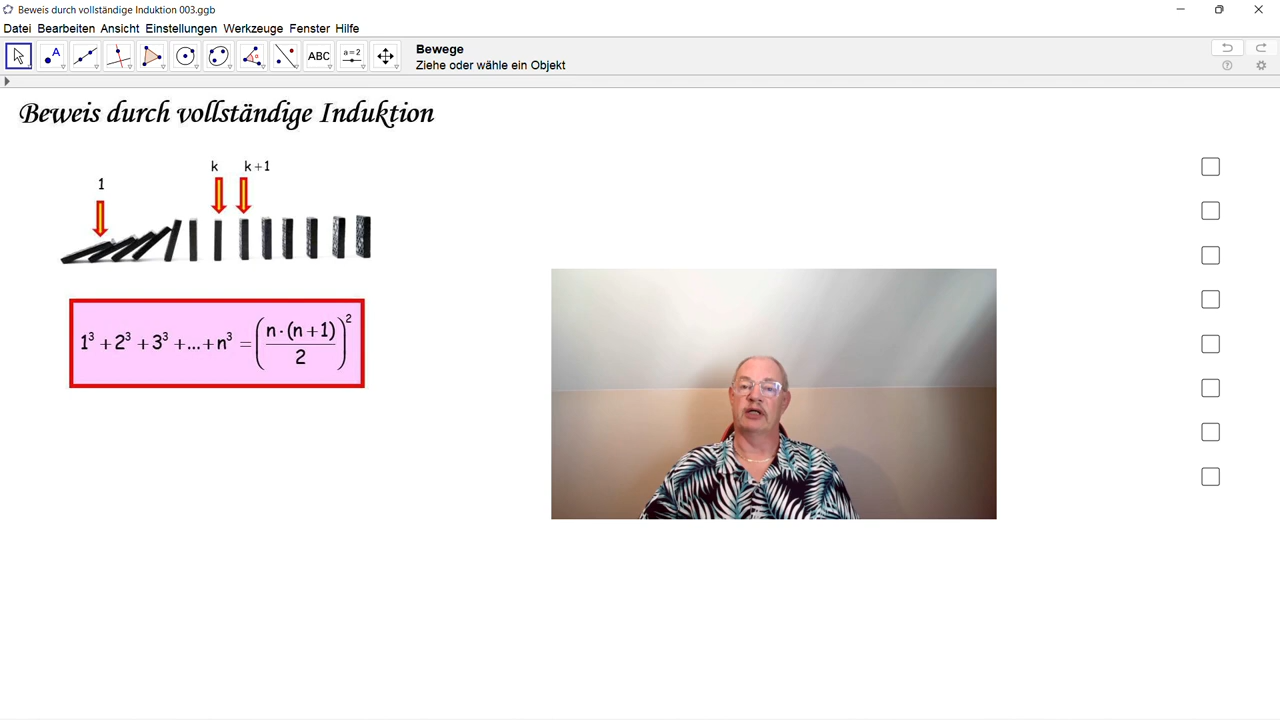 Beweis durch vollständige Induktion 003.ggb
Datei Bearbeiten Ansicht Einstellungen Werkzeuge Fenster Hilfe
A
ABC
a=2
Bewege
Ziehe oder wähle ein Objekt
Beweis durch vollständige Induktion
1
k k+1
1³ + 2³ + 3³ + ... + n³ = (n·(n+1)/2)²